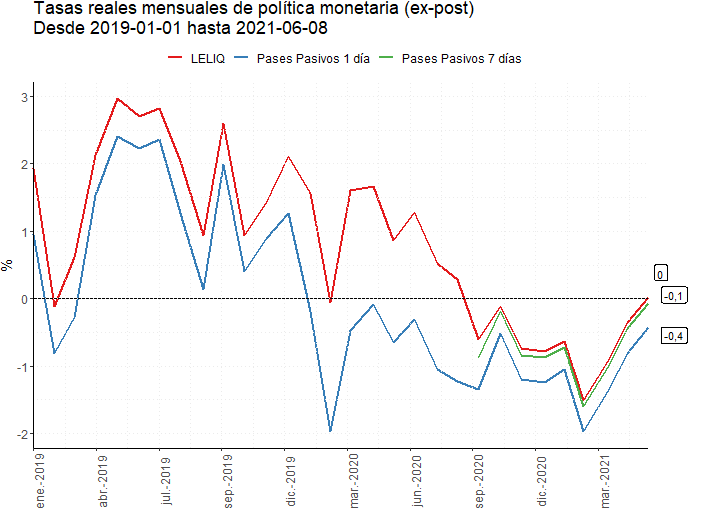 Tasas reales mensuales de política monetaria (ex-post)
Desde 2019-01-01 hasta 2021-06-08
LELIQ Pases Pasivos 1 día Pases Pasivos 7 días
%
3
2
1
0
-1
-2
0
-0,1
-0,4
ene.-2019
abr.-2019
jul.-2019
sep.-2019
dic.-2019
mar.-2020
jun.-2020
sep.-2020
dic.-2020
mar.-2021